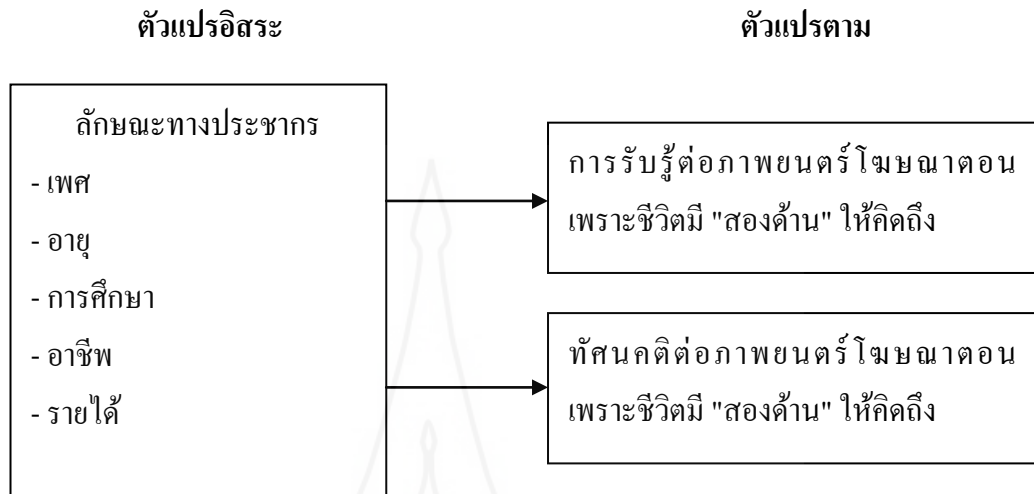 ตัวแปรอิสระ
ตัวแปรตาม
ลักษณะทางประชากร
- เพศ
- อายุ
- การศึกษา
- อาชีพ
- รายได้
การรับรู้ต่อภาพยนตร์โฆษณาตอน
เพราะชีวิตมี "สองด้าน" ให้คิดถึง
ทัศนคติต่อภาพยนตร์โฆษณาตอน
เพราะชีวิตมี "สองด้าน" ให้คิดถึง